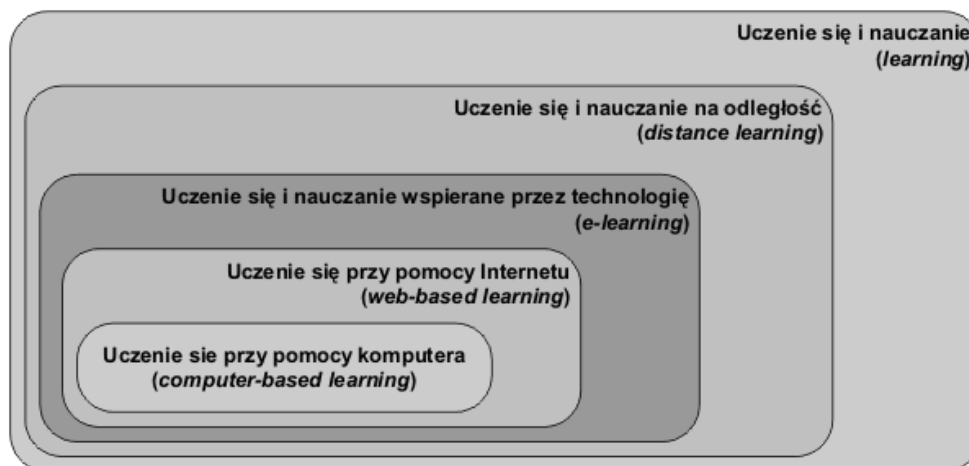 Uczenie się i nauczanie
(learning)
Uczenie się i nauczanie na odległość
(distance learning)
Uczenie się i nauczanie wspierane przez technologię
(e-learning)
Uczenie się przy pomocy Internetu
(web-based learning)
Uczenie sie przy pomocy komputera
(computer-based learning)